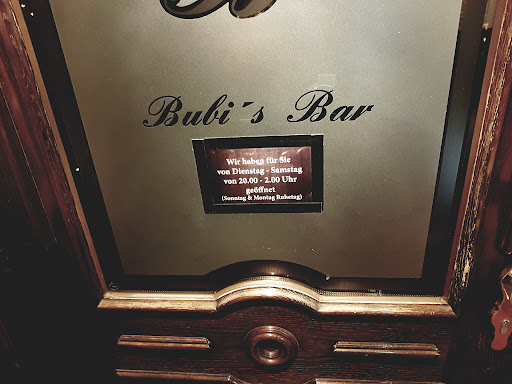 Bubi´s Bar
Wir haben für Sie
von Dienstag - Samstag
von 20.00 - 2.00 Uhr
geöffnet
(Sonntag & Montag Ruhetag)